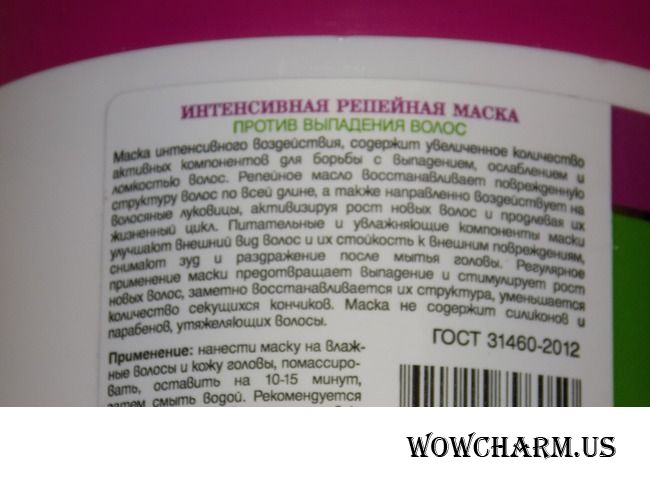 ИНТЕНСИВНАЯ РЕПЕЙНАЯ МАСКА
ПРОТИВ ВЫПАДЕНИЯ ВОЛОС
Маска интенсивного воздействия, содержит увеличенное количество
активных компонентов для борьбы с выпадением, ослаблением и
ломкостью волос. Репейное масло восстанавливает поврежденную
структуру волос по всей длине, а также направленно воздействует на
волосяные луковицы, активизируя рост новых волос и продлевая их
жизненный цикл. Питательные и увлажняющие компоненты маски
улучшают внешний вид волос и их стойкость к внешним повреждениям,
снимают зуд и раздражение после мытья головы. Регулярное
применение маски предотвращает выпадение и стимулирует рост
новых волос, заметно восстанавливается их структура, уменьшается
количество секущихся кончиков. Маска не содержит силиконов и
парабенов, утяжеляющих волосы.
ГОСТ 31460-2012
Применение: нанести маску на влаж-
ные волосы и кожу головы, помассиро-
вать, оставить на 10-15 минут,
затем смыть водой. Рекомендуется
WOWCHARM.US